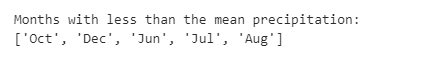 Months with less than the mean precipitation:
['Oct', 'Dec', 'Jun', 'Jul', 'Aug']